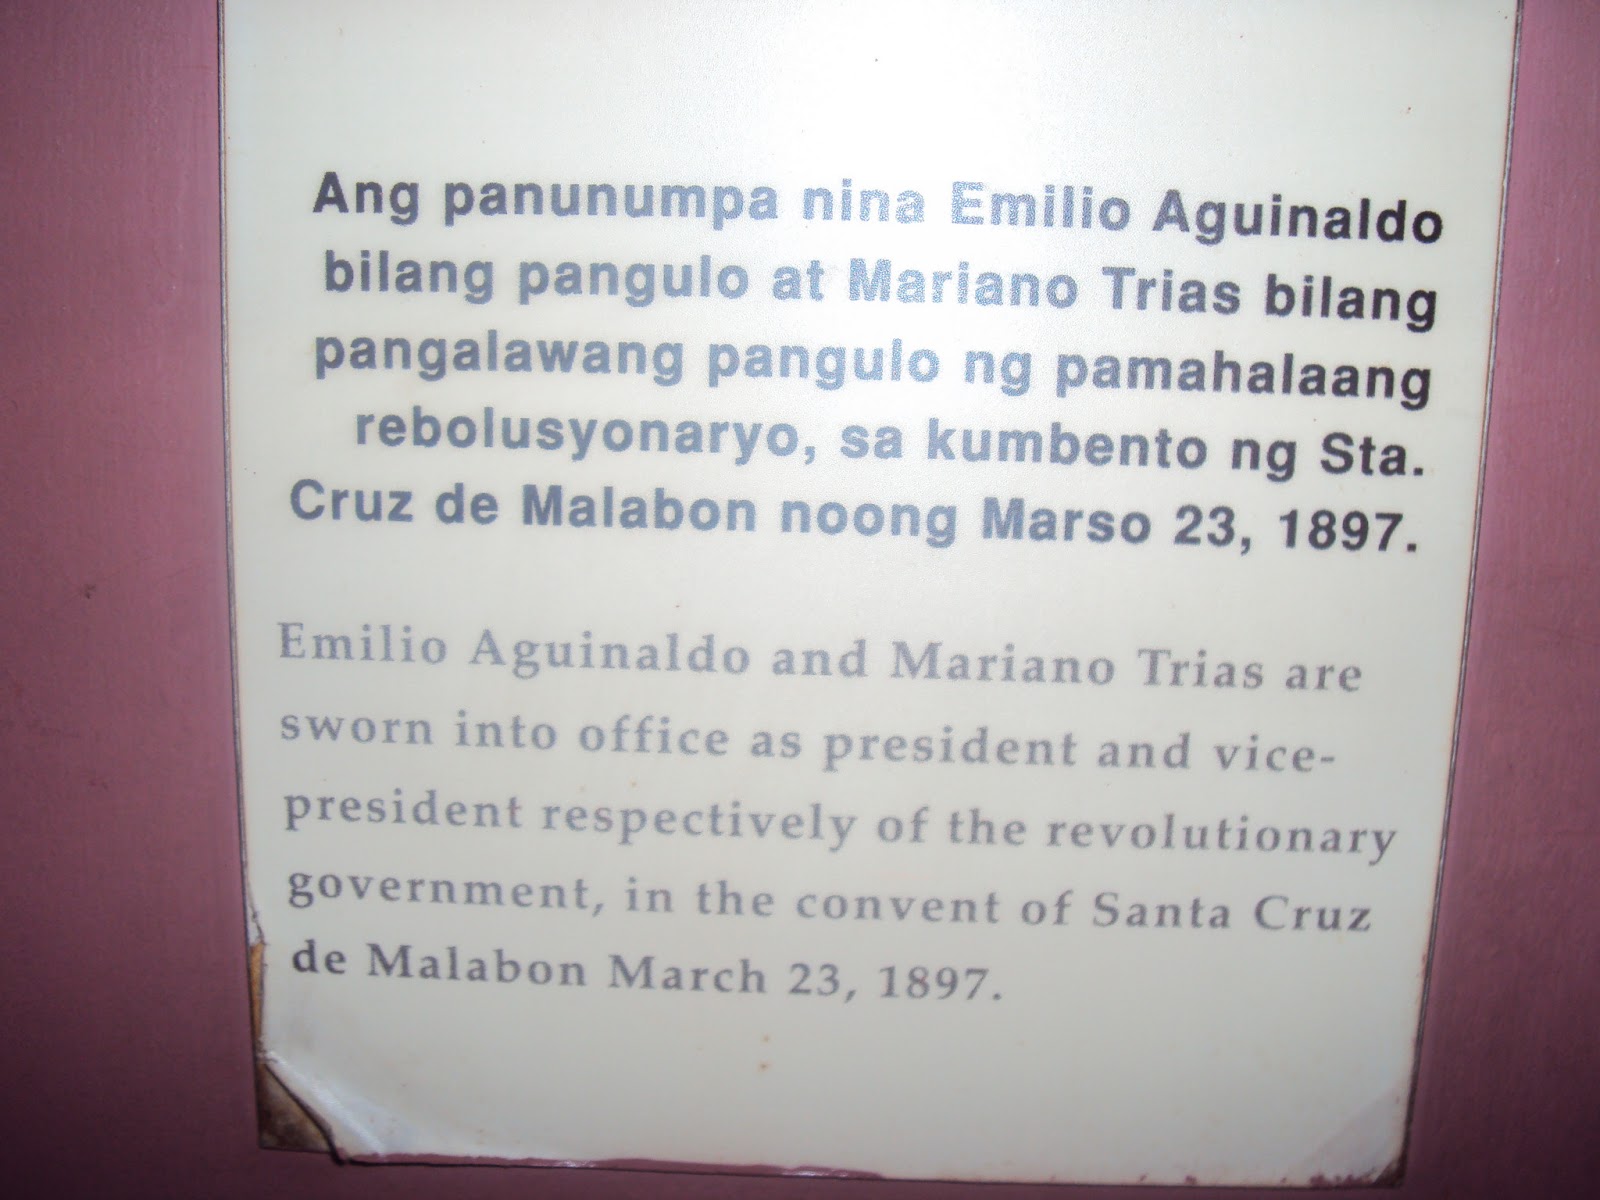 Ang panunumpa nina Emilio Aguinaldo
bilang pangulo at Mariano Trias bilang
pangalawang pangulo ng pamahalaang
rebolusyonaryo, sa kumbento ng Sta.
Cruz de Malabon noong Marso 23, 1897.
Emilio Aguinaldo and Mariano Trias are
sworn into office as president and vice-
president respectively of the revolutionary
government, in the convent of Santa Cruz
de Malabon March 23, 1897.